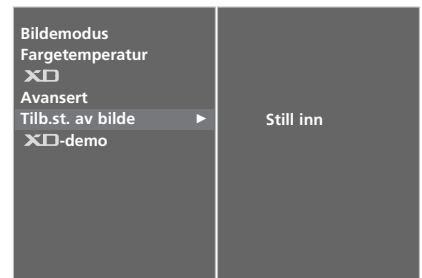 Bildemodus
Fargetemperatur
XD
Avansert
Tilb.st. av bilde ►
Still inn
XD-demo